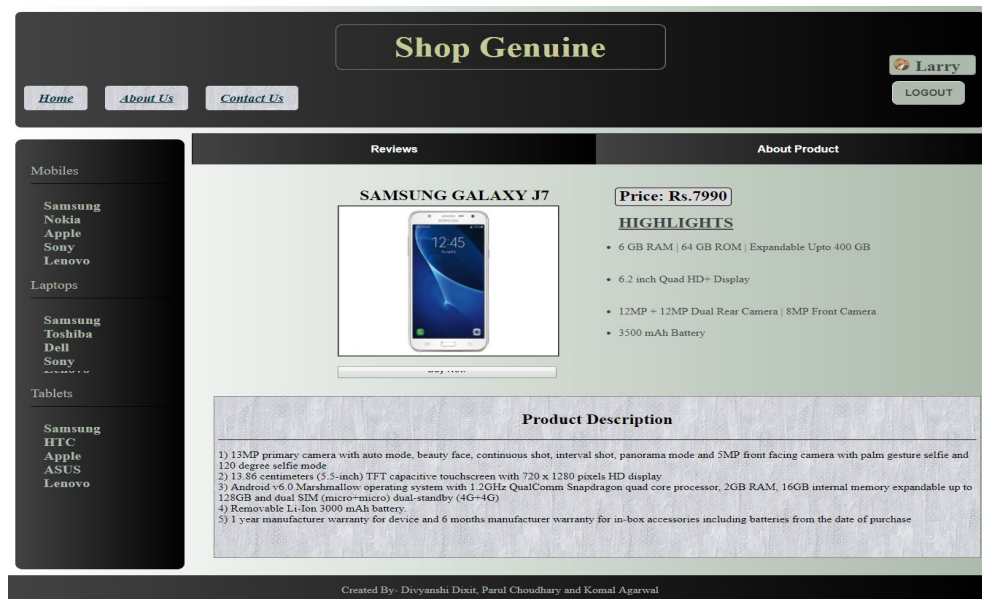 Shop Genuine
Larry
LOGOUT
Home
About Us
Contact Us
Reviews
About Product
Mobiles
Samsung
Nokia
Apple
Sony
Lenovo
Laptops
Samsung
Toshiba
Dell
Sony
Tablets
Samsung
HTC
Apple
ASUS
Lenovo
SAMSUNG GALAXY J7
12:45
Price: Rs.7990
HIGHLIGHTS
• 6 GB RAM | 64 GB ROM | Expandable Upto 400 GB
• 6.2 inch Quad HD+ Display
• 12MP + 12MP Dual Rear Camera | 8MP Front Camera
• 3500 mAh Battery
Product Description
1) 13MP primary camera with auto mode, beauty face, continuous shot, interval shot, panorama mode and 5MP front facing camera with palm gesture selfie and
120 degree selfie mode
2) 13.86 centimeters (5.5-inch) TFT capacitive touchscreen with 720 x 1280 pixels HD display
3) Android v6.0 Marshmallow operating system with 1.2GHz QualComm Snapdragon quad core processor, 2GB RAM, 16GB internal memory expandable up to
128GB and dual SIM (micro+micro) dual-standby (4G+4G)
4) Removable Li-Ion 3000 mAh battery.
5) 1 year manufacturer warranty for device and 6 months manufacturer warranty for in-box accessories including batteries from the date of purchase
Created By- Divyanshi Dixit, Parul Choudhary and Komal Agarwal